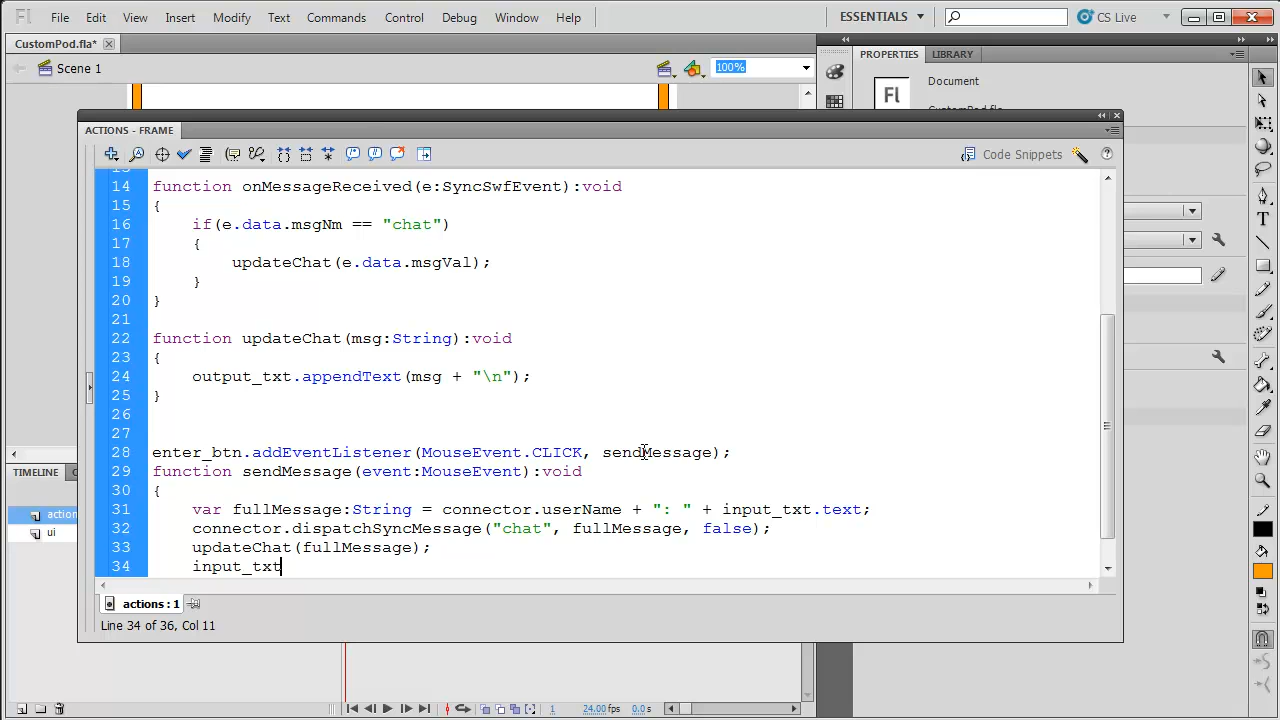 Fl File Edit View Insert Modify Text Commands Control Debug Window Help ESSENTIALS CS Live
CustomPod.fla*
PROPERTIES LIBRARY
Scene 1
100%
Document
Fl
ACTIONS - FRAME
Code Snippets
14 function onMessageReceived(e:SyncSwfEvent):void
15 {
16 if(e.data.msgNm == "chat")
17 {
18 updateChat(e.data.msgVal);
19 }
20 }
21
22 function updateChat(msg:String):void
23 {
24 output_txt.appendText(msg + "\n");
25 }
26
27
28 enter_btn.addEventListener(MouseEvent.CLICK, sendMessage);
29 function sendMessage(event:MouseEvent):void
30 {
31 var fullMessage:String = connector.userName + ": " + input_txt.text;
32 connector.dispatchSyncMessage("chat", fullMessage, false);
33 updateChat(fullMessage);
34 input_txt
TIMELINE
action
ui
actions : 1
Line 34 of 36, Col 11
1 24.00fps 0.0s